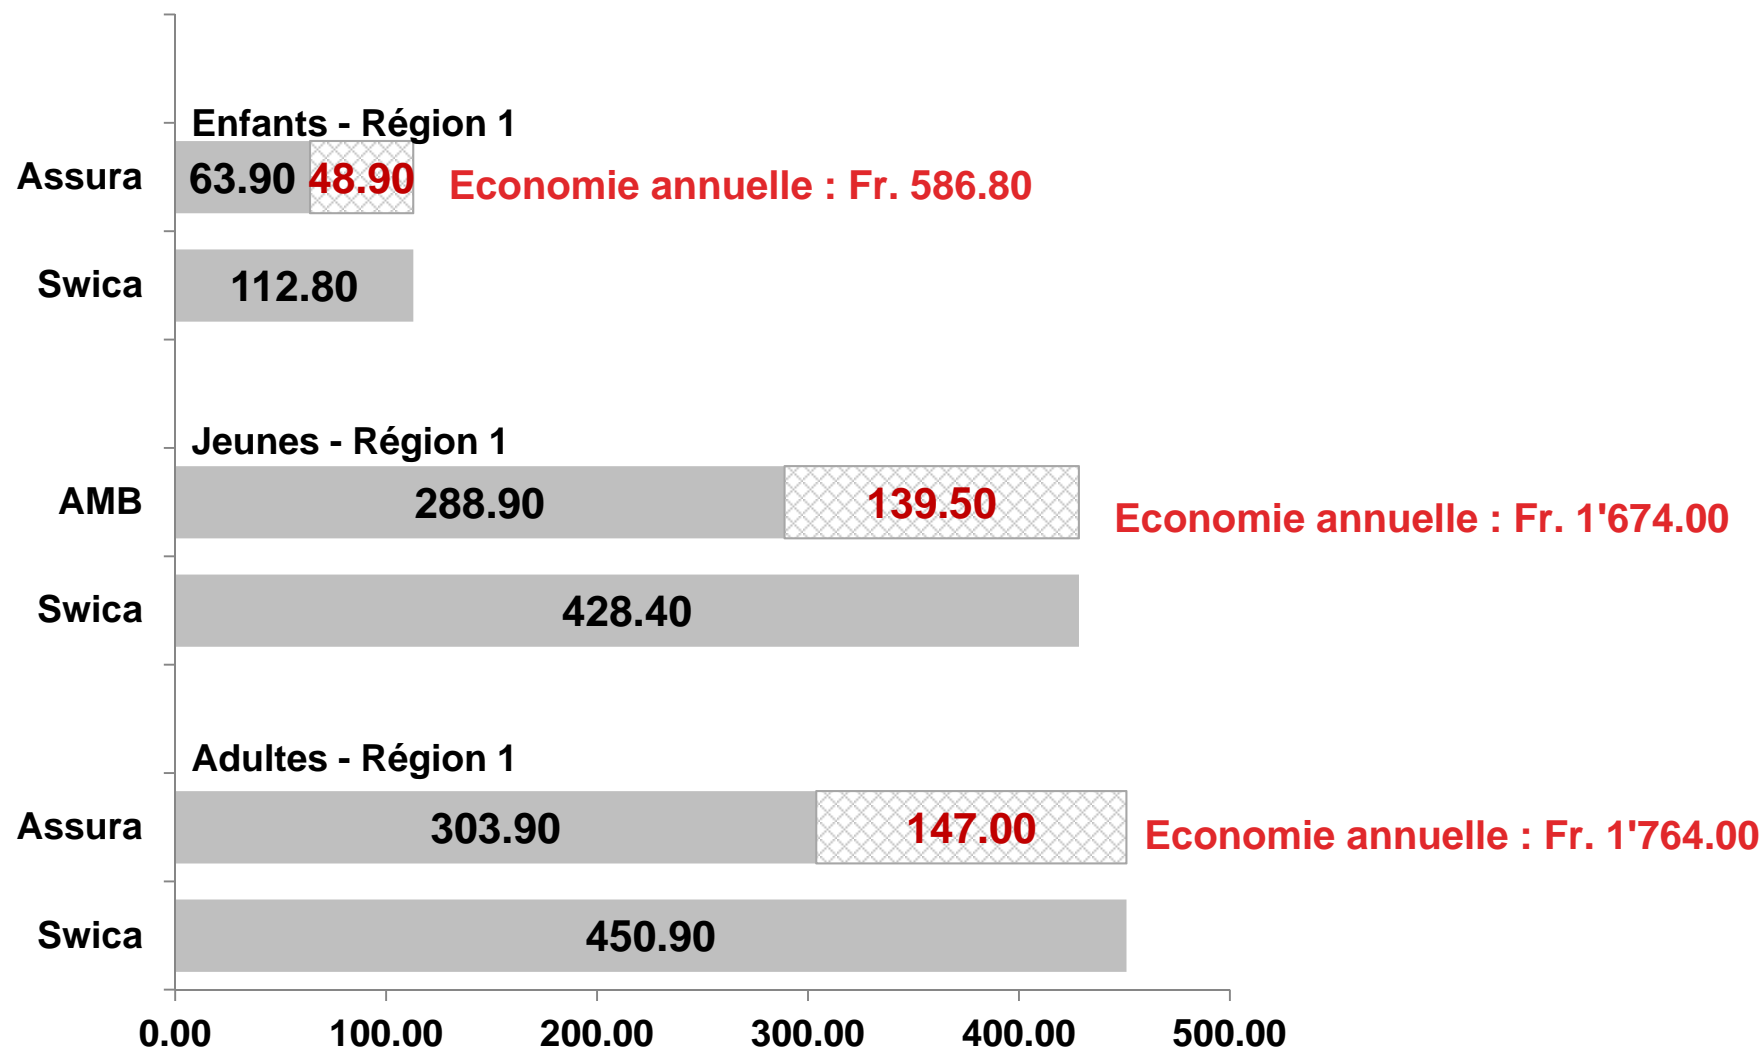 Enfants - Région 1
Assura 63.90 48.90 Economie annuelle : Fr. 586.80
Swica 112.80
Jeunes - Région 1
AMB 288.90 139.50 Economie annuelle : Fr. 1'674.00
Swica 428.40
Adultes - Région 1
Assura 303.90 147.00 Economie annuelle : Fr. 1'764.00
Swica 450.90
0.00 100.00 200.00 300.00 400.00 500.00